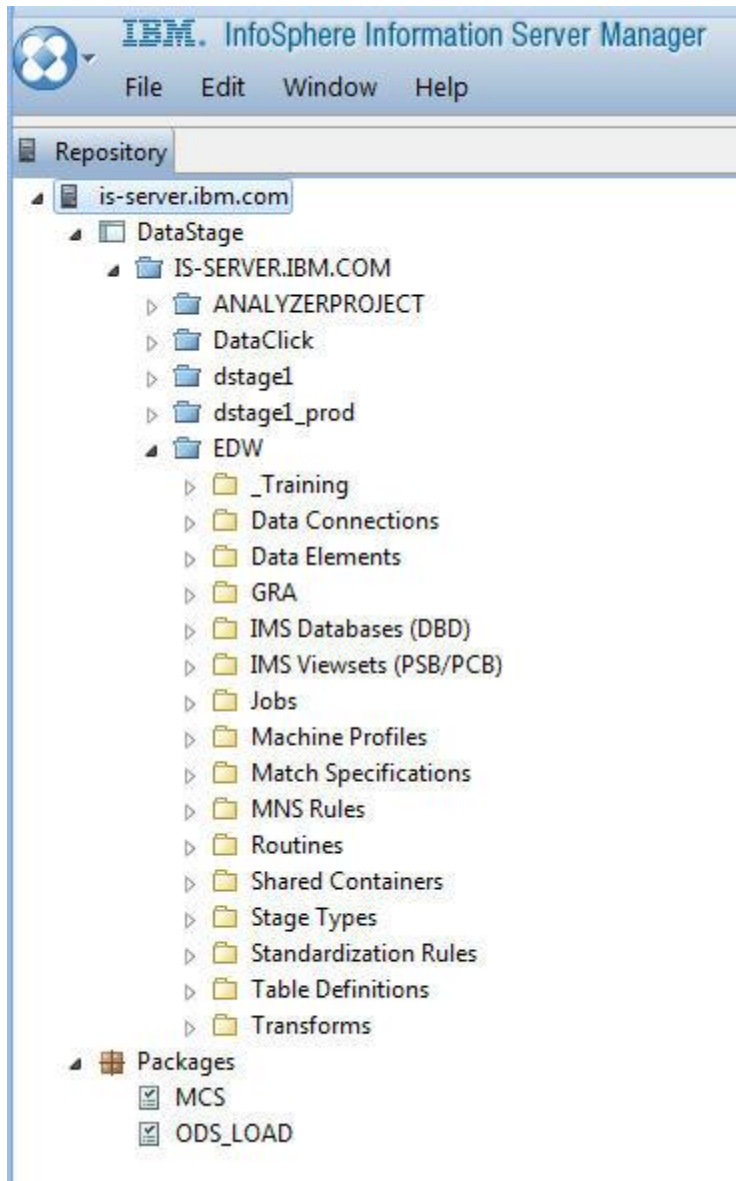 IBM. InfoSphere Information Server Manager
File Edit Window Help
Repository
is-server.ibm.com
DataStage
IS-SERVER.IBM.COM
ANALYZERPROJECT
DataClick
dstage1
dstage1_prod
EDW
_Training
Data Connections
Data Elements
GRA
IMS Databases (DBD)
IMS Viewsets (PSB/PCB)
Jobs
Machine Profiles
Match Specifications
MNS Rules
Routines
Shared Containers
Stage Types
Standardization Rules
Table Definitions
Transforms
Packages
MCS
ODS_LOAD